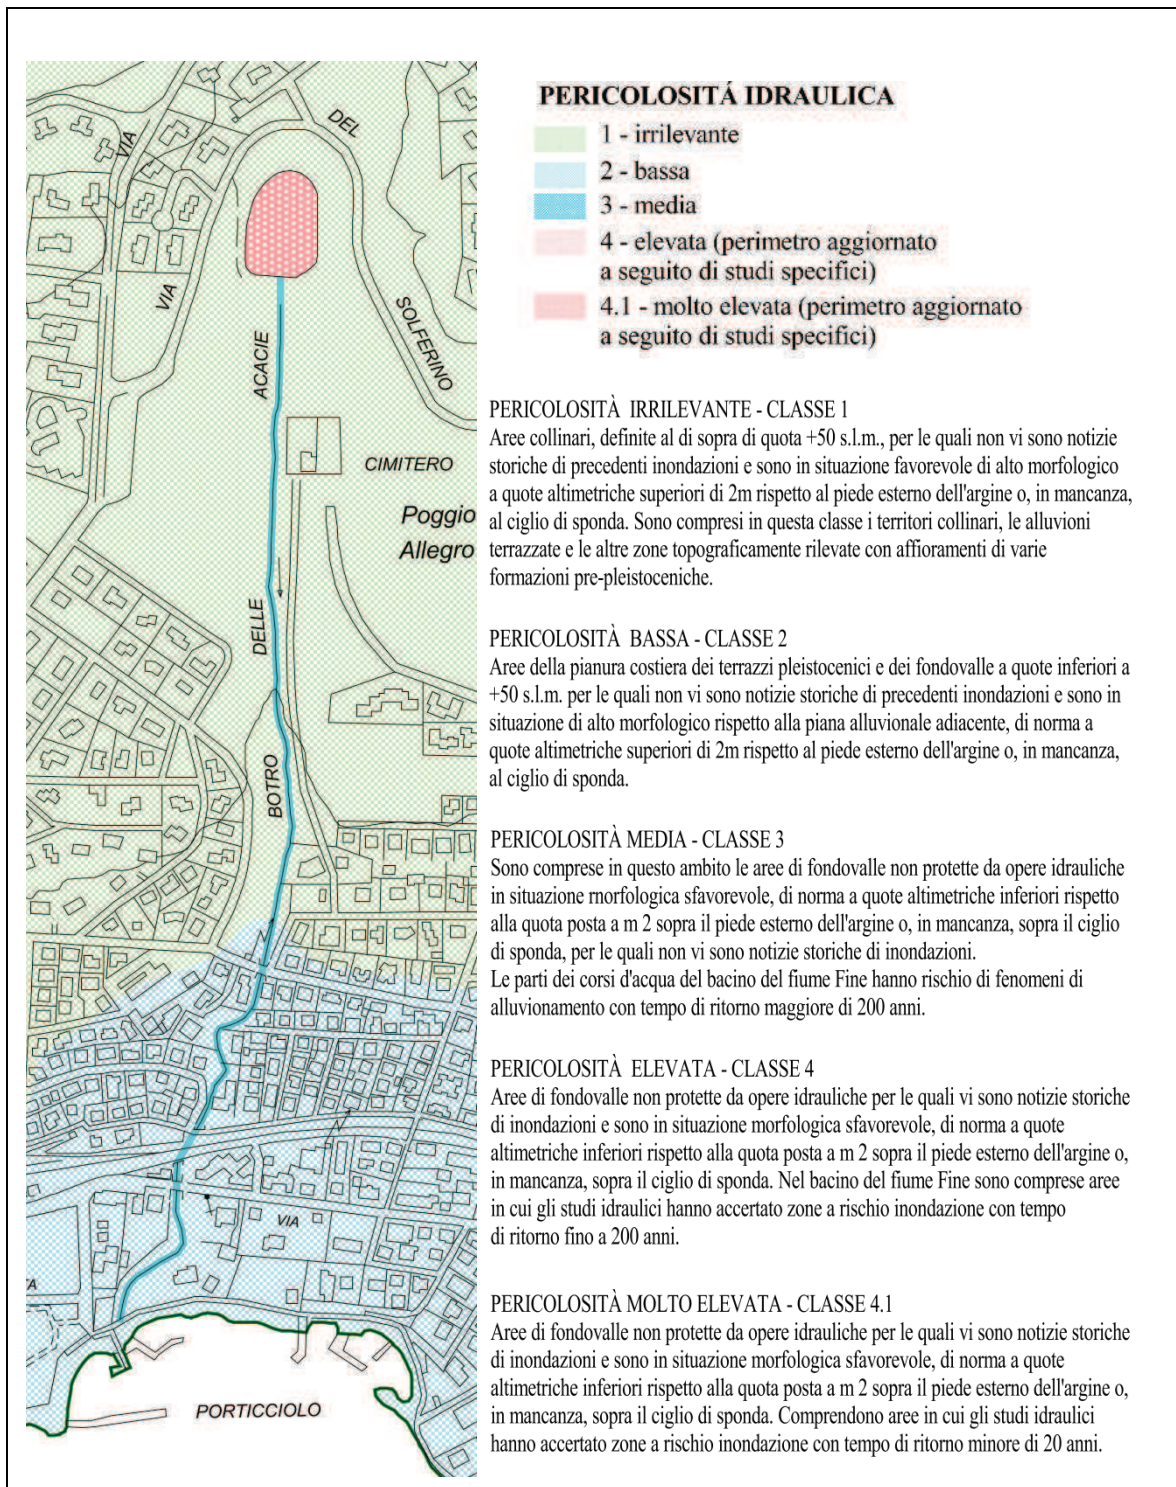 VIA
DEL
VIA
SOLFERINO
ACACIE
CIMITERO
Poggio
Allegro
DELLE
BOTRO
VIA
TA
PORTICCIOLO
PERICOLOSITÁ IDRAULICA
1 - irrilevante
2 - bassa
3 - media
4 - elevata (perimetro aggiornato
a seguito di studi specifici)
4.1 - molto elevata (perimetro aggiornato
a seguito di studi specifici)
PERICOLOSITÀ IRRILEVANTE - CLASSE 1
Aree collinari, definite al di sopra di quota +50 s.l.m., per le quali non vi sono notizie
storiche di precedenti inondazioni e sono in situazione favorevole di alto morfologico
a quote altimetriche superiori di 2m rispetto al piede esterno dell'argine o, in mancanza,
al ciglio di sponda. Sono compresi in questa classe i territori collinari, le alluvioni
terrazzate e le altre zone topograficamente rilevate con affioramenti di varie
formazioni pre-pleistoceniche.
PERICOLOSITÀ BASSA - CLASSE 2
Aree della pianura costiera dei terrazzi pleistocenici e dei fondovalle a quote inferiori a
+50 s.l.m. per le quali non vi sono notizie storiche di precedenti inondazioni e sono in
situazione di alto morfologico rispetto alla piana alluvionale adiacente, di norma a
quote altimetriche superiori di 2m rispetto al piede esterno dell'argine o, in mancanza,
al ciglio di sponda.
PERICOLOSITÀ MEDIA - CLASSE 3
Sono comprese in questo ambito le aree di fondovalle non protette da opere idrauliche
in situazione rnorfologica sfavorevole, di norma a quote altimetriche inferiori rispetto
alla quota posta a m 2 sopra il piede esterno dell'argine o, in mancanza, sopra il ciglio
di sponda, per le quali non vi sono notizie storiche di inondazioni.
Le parti dei corsi d'acqua del bacino del fiume Fine hanno rischio di fenomeni di
alluvionamento con tempo di ritorno maggiore di 200 anni.
PERICOLOSITÀ ELEVATA - CLASSE 4
Aree di fondovalle non protette da opere idrauliche per le quali vi sono notizie storiche
di inondazioni e sono in situazione morfologica sfavorevole, di norma a quote
altimetriche inferiori rispetto alla quota posta a m 2 sopra il piede esterno dell'argine o,
in mancanza, sopra il ciglio di sponda. Nel bacino del fiume Fine sono comprese aree
in cui gli studi idraulici hanno accertato zone a rischio inondazione con tempo
di ritorno fino a 200 anni.
PERICOLOSITÀ MOLTO ELEVATA - CLASSE 4.1
Aree di fondovalle non protette da opere idrauliche per le quali vi sono notizie storiche
di inondazioni e sono in situazione morfologica sfavorevole, di norma a quote
altimetriche inferiori rispetto alla quota posta a m 2 sopra il piede esterno dell'argine o,
in mancanza, sopra il ciglio di sponda. Comprendono aree in cui gli studi idraulici
hanno accertato zone a rischio inondazione con tempo di ritorno minore di 20 anni.